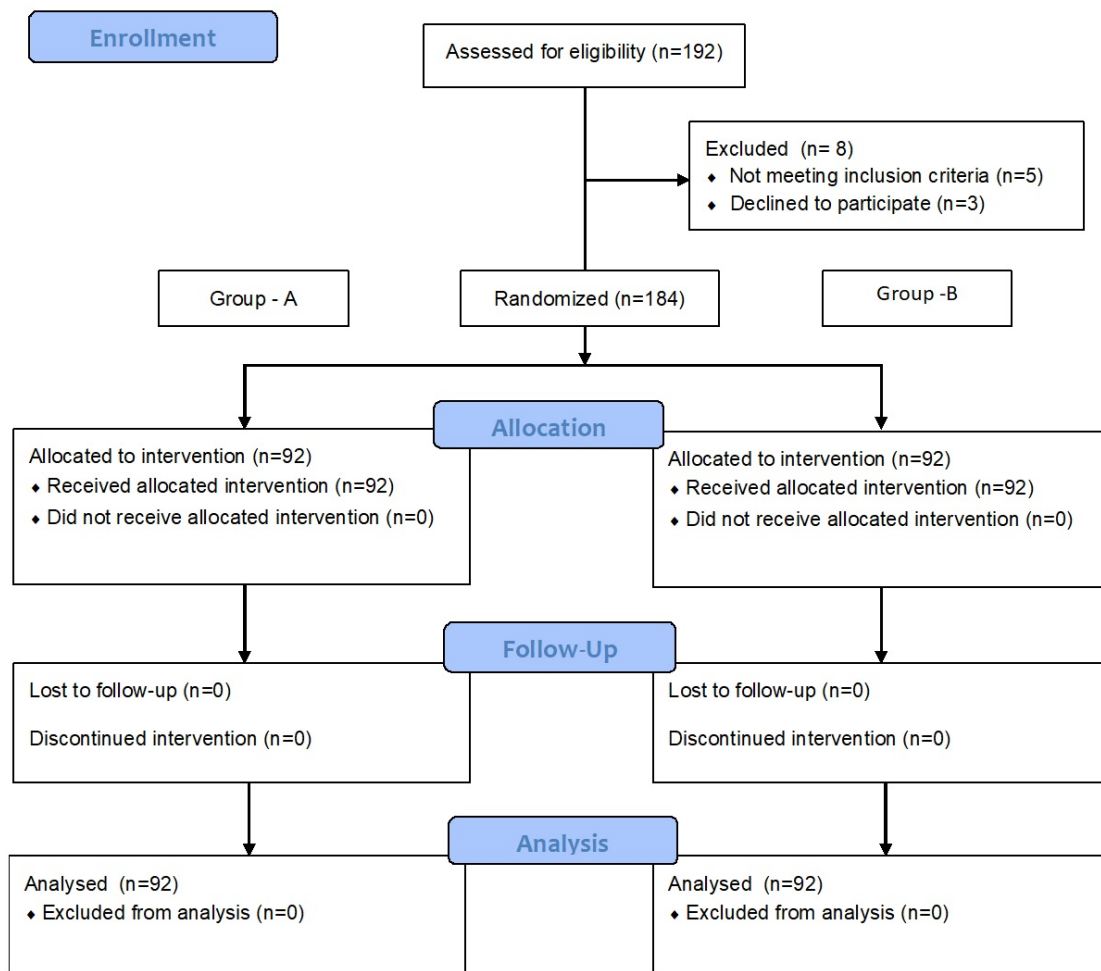 Enrollment
Assessed for eligibility (n=192)
Excluded (n= 8)
♦ Not meeting inclusion criteria (n=5)
♦ Declined to participate (n=3)
Group - A
Randomized (n=184)
Group -B
Allocation
Allocated to intervention (n=92)
♦ Received allocated intervention (n=92)
♦ Did not receive allocated intervention (n=0)
Allocated to intervention (n=92)
♦ Received allocated intervention (n=92)
♦ Did not receive allocated intervention (n=0)
Follow-Up
Lost to follow-up (n=0)
Discontinued intervention (n=0)
Lost to follow-up (n=0)
Discontinued intervention (n=0)
Analysis
Analysed (n=92)
♦ Excluded from analysis (n=0)
Analysed (n=92)
♦ Excluded from analysis (n=0)